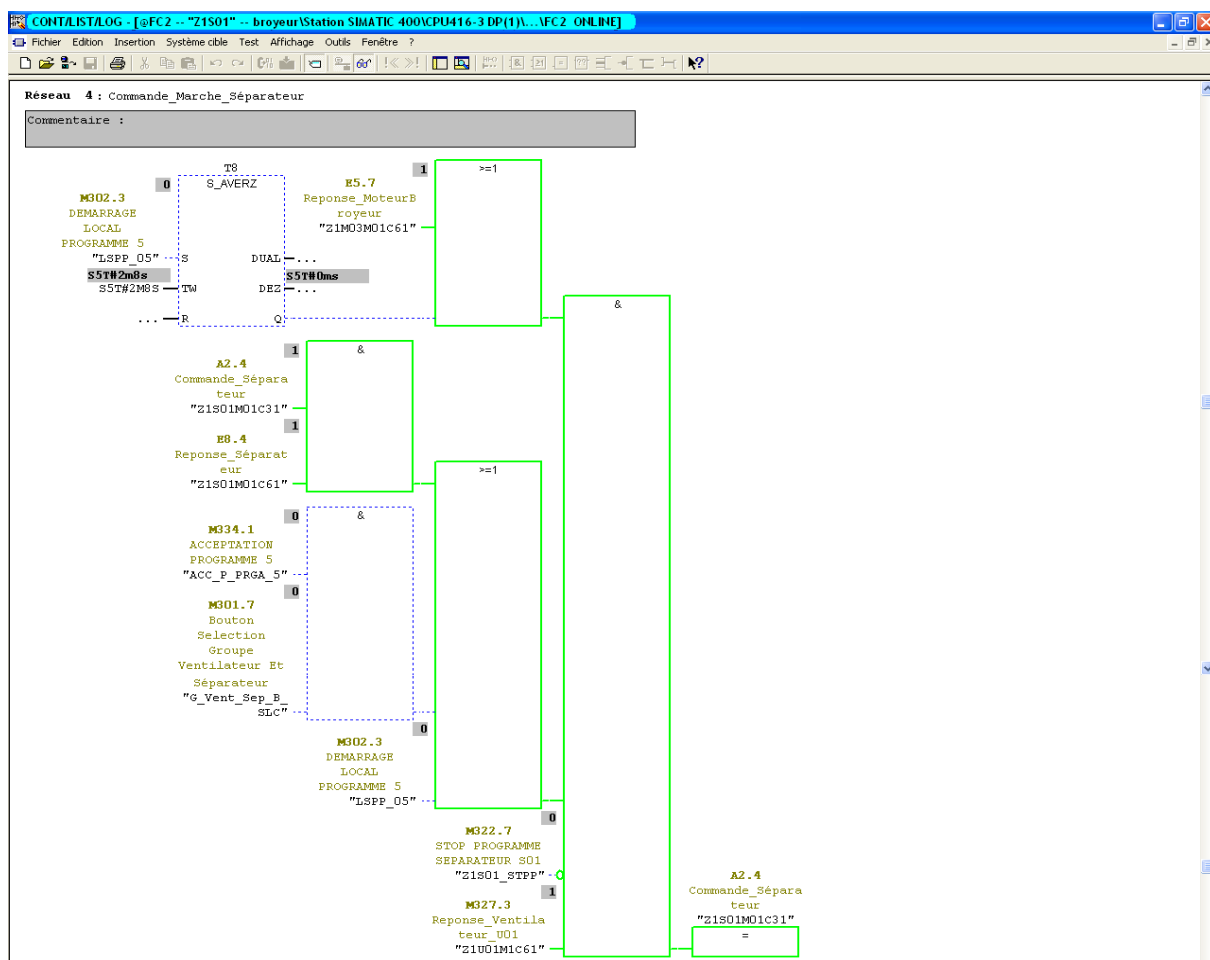 CONT/LIST/LOG - [@FC2 -- "Z1S01" -- broyeur\Station SIMATIC 400\CPU416-3 DP(1)\...\FC2 ONLINE]
Fichier Edition Insertion Système cible Test Affichage Outils Fenêtre ?
Réseau 4 : Commande_Marche_Séparateur
Commentaire :
T8
S_AVERZ
0
M302.3
DEMARRAGE
LOCAL
PROGRAMME 5
"LSPP_05"
S
DUAL
...
S5T#2m8s
S5T#0ms
S5T#2M8S
TW
DEZ
...
...
R
Q
1
>=1
E5.7
Reponse_MoteurB
royeur
"Z1M03M01C61"
&
1
&
A2.4
Commande_Sépara
teur
"Z1S01M01C31"
1
E8.4
Reponse_Séparat
eur
"Z1S01M01C61"
>=1
0
&
M334.1
ACCEPTATION
PROGRAMME 5
"ACC_P_PRGA_5"
0
M301.7
Bouton
Selection
Groupe
Ventilateur Et
Séparateur
"G_Vent_Sep_B_
SLC"
0
M302.3
DEMARRAGE
LOCAL
PROGRAMME 5
"LSPP_05"
0
M322.7
STOP PROGRAMME
SEPARATEUR S01
"Z1S01_STPP"
1
M327.3
Reponse_Ventila
teur_U01
"Z1U01M1C61"
A2.4
Commande_Sépara
teur
"Z1S01M01C31"
=